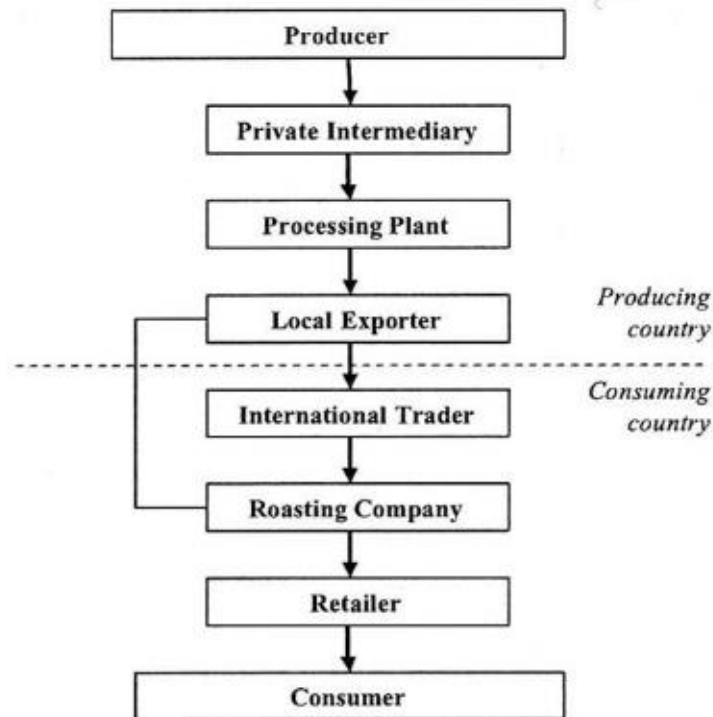 Producer
Private Intermediary
Processing Plant
Local Exporter
Producing
country
International Trader
Consuming
country
Roasting Company
Retailer
Consumer